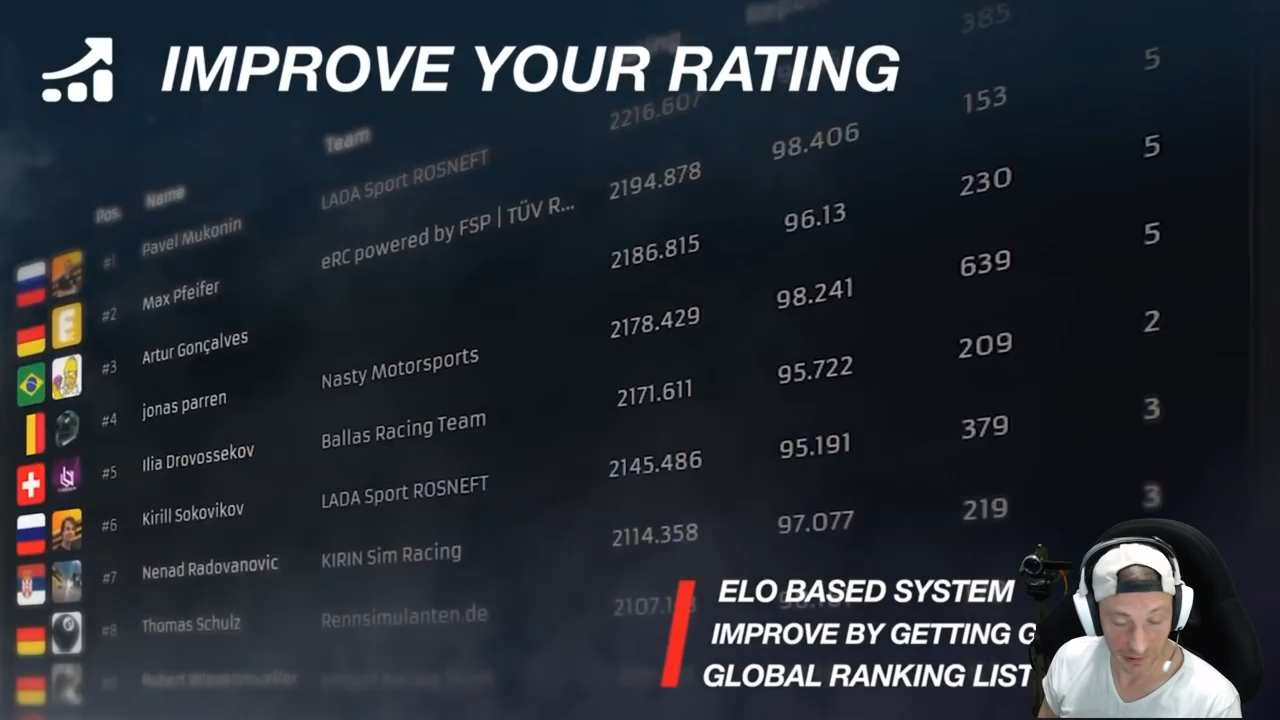 IMPROVE YOUR RATING
Pos. Name Team
#1 Pavel Mukonin LADA Sport ROSNEFT 2216.607 385
#2 Max Pfeifer eRC powered by FSP | TÜV R... 2194.878 98.406 153 5
#3 Artur Gonçalves 2186.815 96.13 230 5
#4 jonas parren Nasty Motorsports 2178.429 98.241 639 5
#5 Ilia Drovossekov Ballas Racing Team 2171.611 95.722 209 2
#6 Kirill Sokovikov LADA Sport ROSNEFT 2145.486 95.191 379 3
#7 Nenad Radovanovic KIRIN Sim Racing 2114.358 97.077 219 3
#8 Thomas Schulz Rennsimulanten.de
ELO BASED SYSTEM
IMPROVE BY GETTING
GLOBAL RANKING LIST